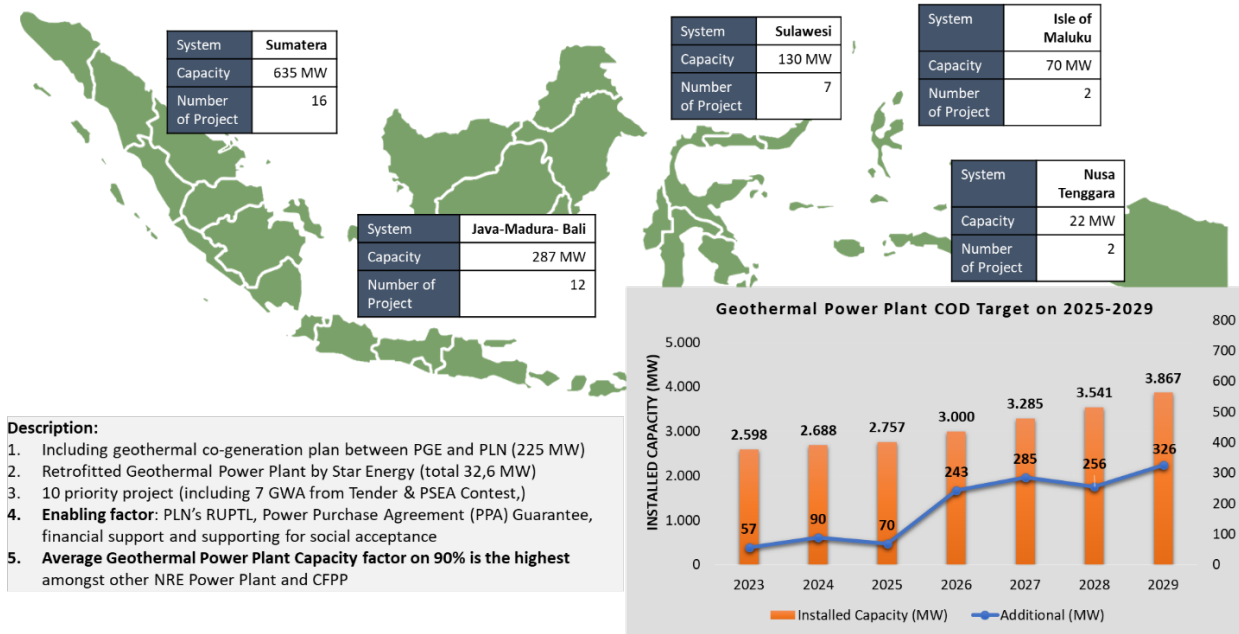 System Sumatera
Capacity 635 MW
Number of Project 16
System Sulawesi
Capacity 130 MW
Number of Project 7
System Isle of Maluku
Capacity 70 MW
Number of Project 2
System Nusa Tenggara
Capacity 22 MW
Number of Project 2
System Java-Madura- Bali
Capacity 287 MW
Number of Project 12
Description:
1. Including geothermal co-generation plan between PGE and PLN (225 MW)
2. Retrofitted Geothermal Power Plant by Star Energy (total 32,6 MW)
3. 10 priority project (including 7 GWA from Tender & PSEA Contest,)
4. Enabling factor: PLN's RUPTL, Power Purchase Agreement (PPA) Guarantee,
financial support and supporting for social acceptance
5. Average Geothermal Power Plant Capacity factor on 90% is the highest
amongst other NRE Power Plant and CFPP
Geothermal Power Plant COD Target on 2025-2029
INSTALLED CAPACITY (MW)
5.000
4.000
3.000
2.000
1.000
0
800
700
600
500
400
300
200
100
0
2.598 2.688 2.757 3.000 3.285 3.541 3.867
57 90 70 243 285 256 326
2023 2024 2025 2026 2027 2028 2029
Installed Capacity (MW) Additional (MW)